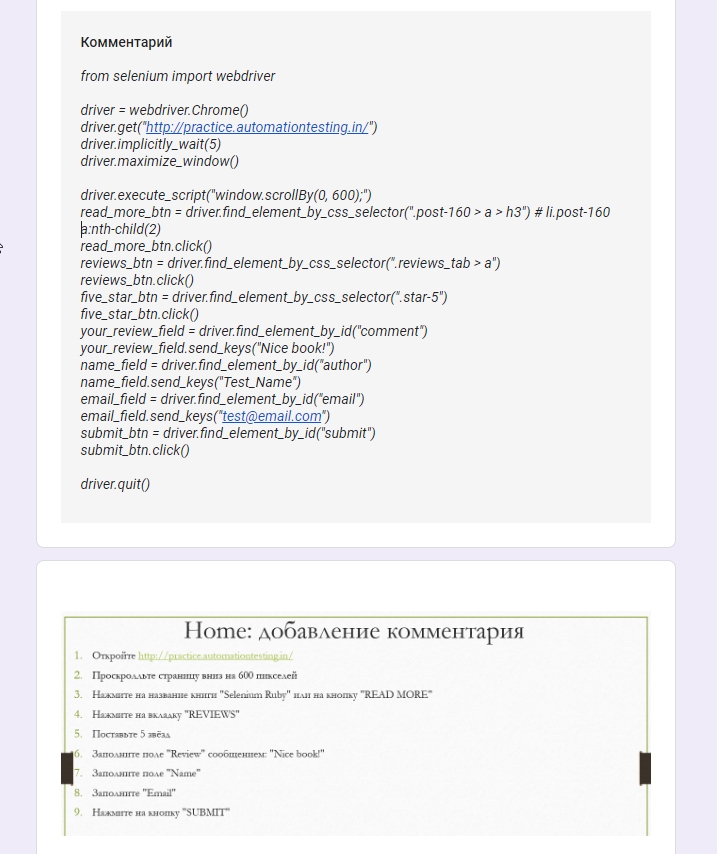 Комментарий
from selenium import webdriver
driver = webdriver.Chrome()
driver.get("http://practice.automationtesting.in/")
driver.implicitly_wait(5)
driver.maximize_window()
driver.execute_script("window.scrollBy(0, 600);")
read_more_btn = driver.find_element_by_css_selector(".post-160 > a > h3") # li.post-160
a:nth-child(2)
read_more_btn.click()
reviews_btn = driver.find_element_by_css_selector(".reviews_tab > a")
reviews_btn.click()
five_star_btn = driver.find_element_by_css_selector(".star-5")
five_star_btn.click()
your_review_field = driver.find_element_by_id("comment")
your_review_field.send_keys("Nice book!")
name_field = driver.find_element_by_id("author")
name_field.send_keys("Test_Name")
email_field = driver.find_element_by_id("email")
email_field.send_keys("test@email.com")
submit_btn = driver.find_element_by_id("submit")
submit_btn.click()
driver.quit()
Home: добавление комментария
1. Откройте http://practice.automationtesting.in/
2. Проскролльте страницу вниз на 600 пикселей
3. Нажмите на название книги "Selenium Ruby" или на кнопку "READ MORE"
4. Нажмите на вкладку "REVIEWS"
5. Поставьте 5 звёзд
6. Заполните поле "Review" сообщением: "Nice book!"
7. Заполните поле "Name"
8. Заполните "Email"
9. Нажмите на кнопку "SUBMIT"